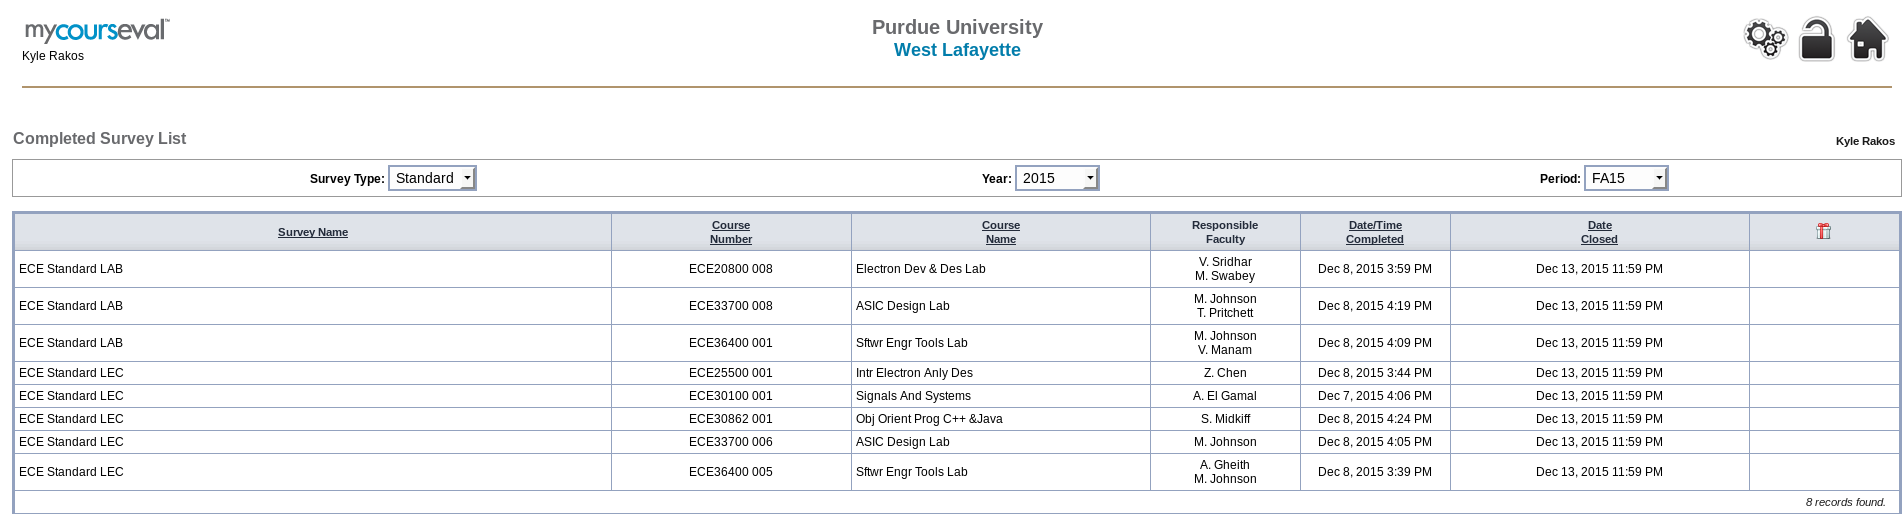 mycourseval™
Kyle Rakos
Purdue University
West Lafayette
Completed Survey List
Kyle Rakos
Survey Type: Standard Year: 2015 Period: FA15
Survey Name Course Number Course Name Responsible Faculty Date/Time Completed Date Closed
ECE Standard LAB ECE20800 008 Electron Dev & Des Lab V. Sridhar M. Swabey Dec 8, 2015 3:59 PM Dec 13, 2015 11:59 PM
ECE Standard LAB ECE33700 008 ASIC Design Lab M. Johnson T. Pritchett Dec 8, 2015 4:19 PM Dec 13, 2015 11:59 PM
ECE Standard LAB ECE36400 001 Sftwr Engr Tools Lab M. Johnson V. Manam Dec 8, 2015 4:09 PM Dec 13, 2015 11:59 PM
ECE Standard LEC ECE25500 001 Intr Electron Anly Des Z. Chen Dec 8, 2015 3:44 PM Dec 13, 2015 11:59 PM
ECE Standard LEC ECE30100 001 Signals And Systems A. El Gamal Dec 7, 2015 4:06 PM Dec 13, 2015 11:59 PM
ECE Standard LEC ECE30862 001 Obj Orient Prog C++ &Java S. Midkiff Dec 8, 2015 4:24 PM Dec 13, 2015 11:59 PM
ECE Standard LEC ECE33700 006 ASIC Design Lab M. Johnson Dec 8, 2015 4:05 PM Dec 13, 2015 11:59 PM
ECE Standard LEC ECE36400 005 Sftwr Engr Tools Lab A. Gheith M. Johnson Dec 8, 2015 3:39 PM Dec 13, 2015 11:59 PM
8 records found.